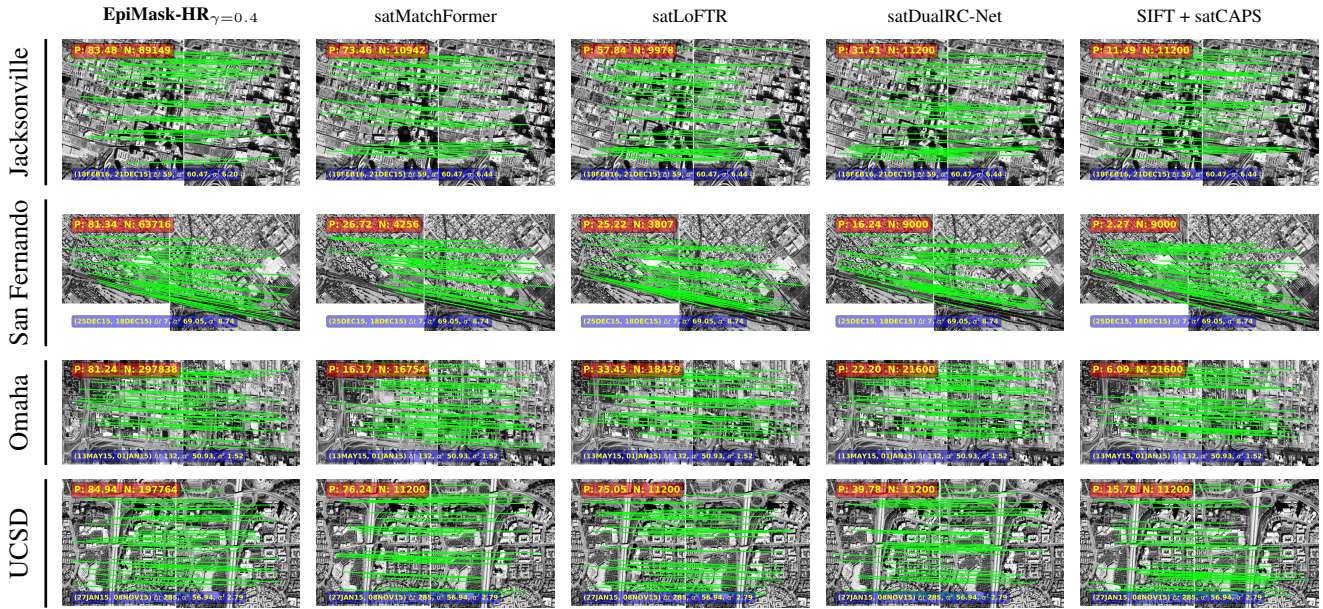 EpiMask-HRγ=0.4 satMatchFormer satLoFTR satDualRC-Net SIFT + satCAPS
Jacksonville
P: 83.48 N: 89149
(18FEB16, 21DEC15) Δt 59, α' 60.47, α' 6.20
P: 73.46 N: 10942
(18FEB16, 21DEC15) Δt 59, α' 60.47, α' 6.44
P: 57.84 N: 9978
(18FEB16, 21DEC15) Δt 59, α' 60.47, α' 6.44
P: 31.41 N: 11200
(18FEB16, 21DEC15) Δt 59, α' 60.47, α' 6.44
P: 11.49 N: 11200
(18FEB16, 21DEC15) Δt 59, α' 60.47, α' 6.44
San Fernando
P: 81.34 N: 63716
(25DEC15, 18DEC15) Δt 7, α' 69.05, α' 8.74
P: 26.72 N: 4256
(25DEC15, 18DEC15) Δt 7, α' 69.05, α' 8.74
P: 25.22 N: 3807
(25DEC15, 18DEC15) Δt 7, α' 69.05, α' 8.74
P: 16.24 N: 9000
(25DEC15, 18DEC15) Δt 7, α' 69.05, α' 8.74
P: 2.27 N: 9000
(25DEC15, 18DEC15) Δt 7, α' 69.05, α' 8.74
Omaha
P: 81.24 N: 297838
(13MAY15, 01JAN15) Δt 132, α' 50.93, α' 1.52
P: 16.17 N: 16754
(13MAY15, 01JAN15) Δt 132, α' 50.93, α' 1.52
P: 33.45 N: 18479
(13MAY15, 01JAN15) Δt 132, α' 50.93, α' 1.52
P: 22.20 N: 21600
(13MAY15, 01JAN15) Δt 132, α' 50.93, α' 1.52
P: 6.09 N: 21600
(13MAY15, 01JAN15) Δt 132, α' 50.93, α' 1.52
UCSD
P: 84.94 N: 197764
(27JAN15, 08NOV15) Δt 285, α' 56.94, α' 2.79
P: 76.24 N: 11200
(27JAN15, 08NOV15) Δt 285, α' 56.94, α' 2.79
P: 75.05 N: 11200
(27JAN15, 08NOV15) Δt 285, α' 56.94, α' 2.79
P: 39.78 N: 11200
(27JAN15, 08NOV15) Δt 285, α' 56.94, α' 2.79
P: 15.78 N: 11200
(27JAN15, 08NOV15) Δt 285, α' 56.94, α' 2.79